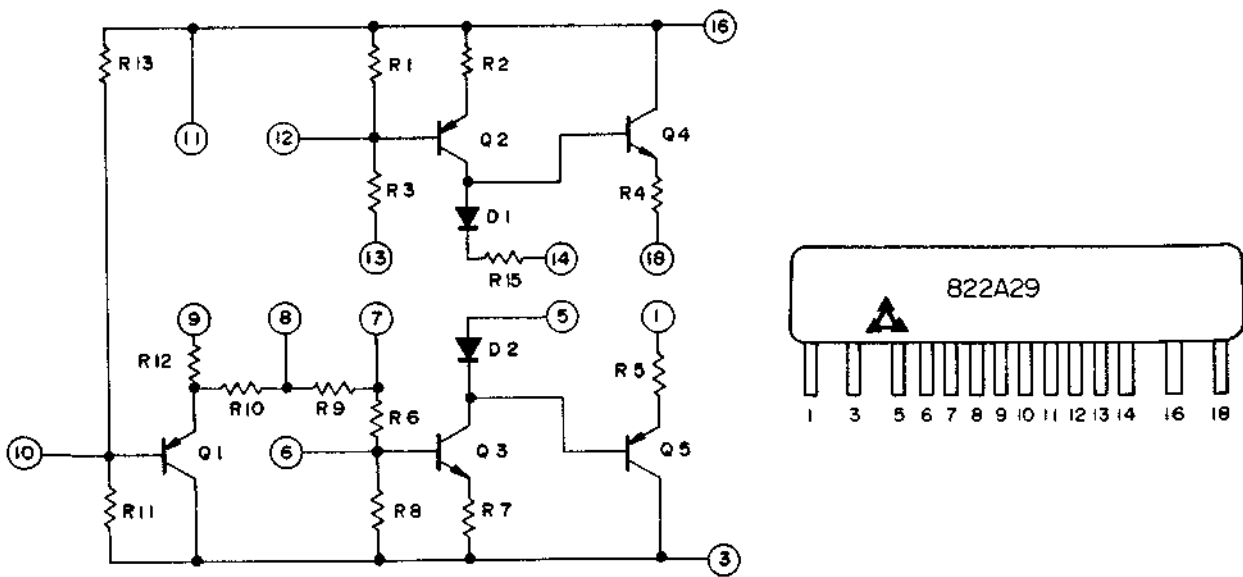 16
R13 R1 R2
11 12 Q2 Q4
R3 R4
D1
13 R15 14 18
9 8 7 5 1
R12 D2 R5
R10 R9
R6
10 Q1 6 Q3 Q5
R11 R8 R7
3
822A29
1 3 5 6 7 8 9 10 11 12 13 14 16 18